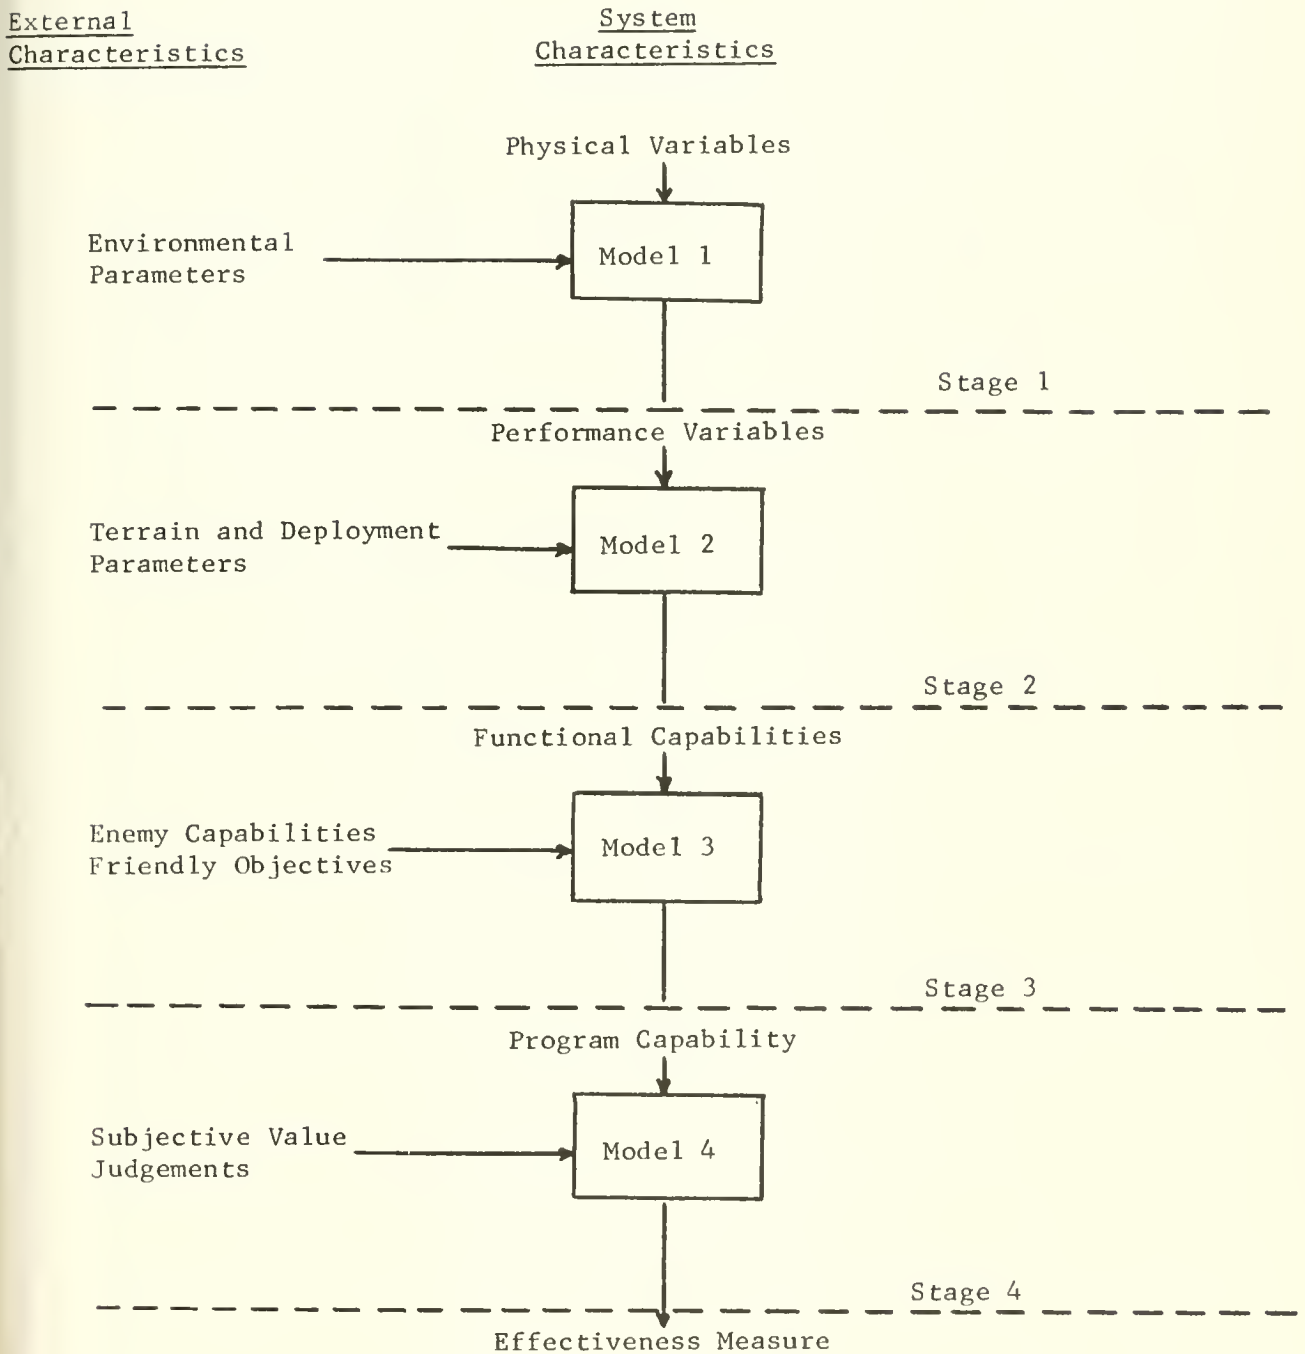 External
Characteristics
System
Characteristics
Physical Variables
Environmental
Parameters
Model 1
Stage 1
Performance Variables
Terrain and Deployment
Parameters
Model 2
Stage 2
Functional Capabilities
Enemy Capabilities
Friendly Objectives
Model 3
Stage 3
Program Capability
Subjective Value
Judgements
Model 4
Stage 4
Effectiveness Measure